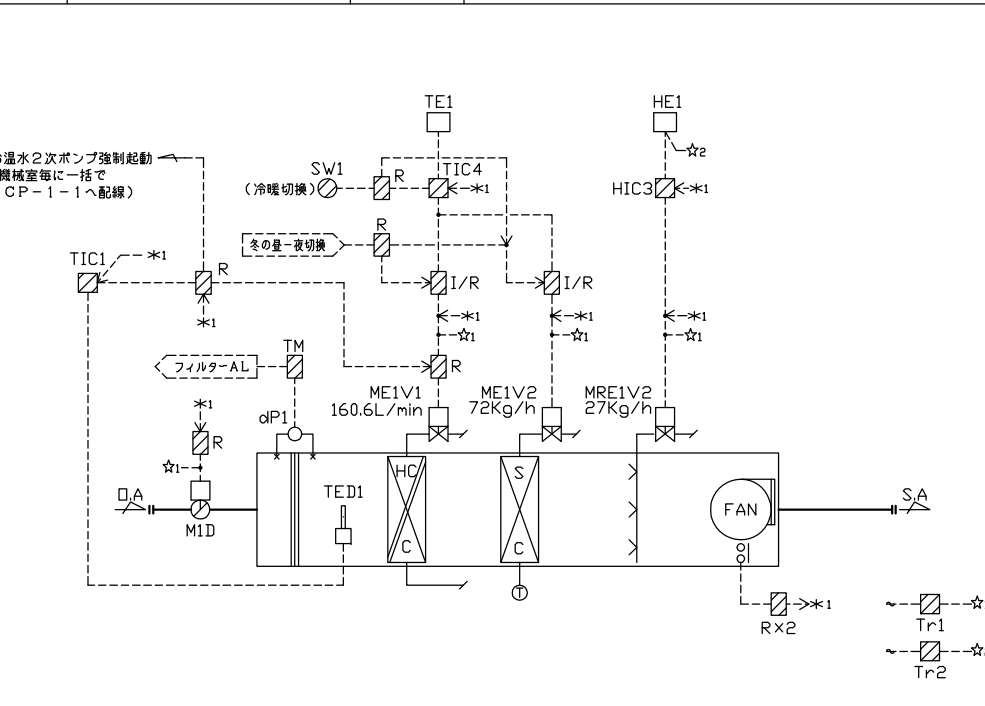 TE1
HE1
温水2次ポンプ強制起動
機械室毎に一括で
CP-1-1へ配線)
☆2
SW1
R
TIC4
(冷暖切換)
*1
HIC3
*1
R
冬の昼ー夜切換
TIC1
*1
R
I/R
I/R
*1
*1
*1
*1
☆1
☆1
☆1
TM
フィルターAL
R
ME1V1
160.6L/min
ME1V2
72Kg/h
MRE1V2
27Kg/h
*1
dP1
R
☆1
HC
S
O.A
TED1
FAN
S.A
M1D
C
C
T
*1
RX2
Tr1
☆
Tr2
☆